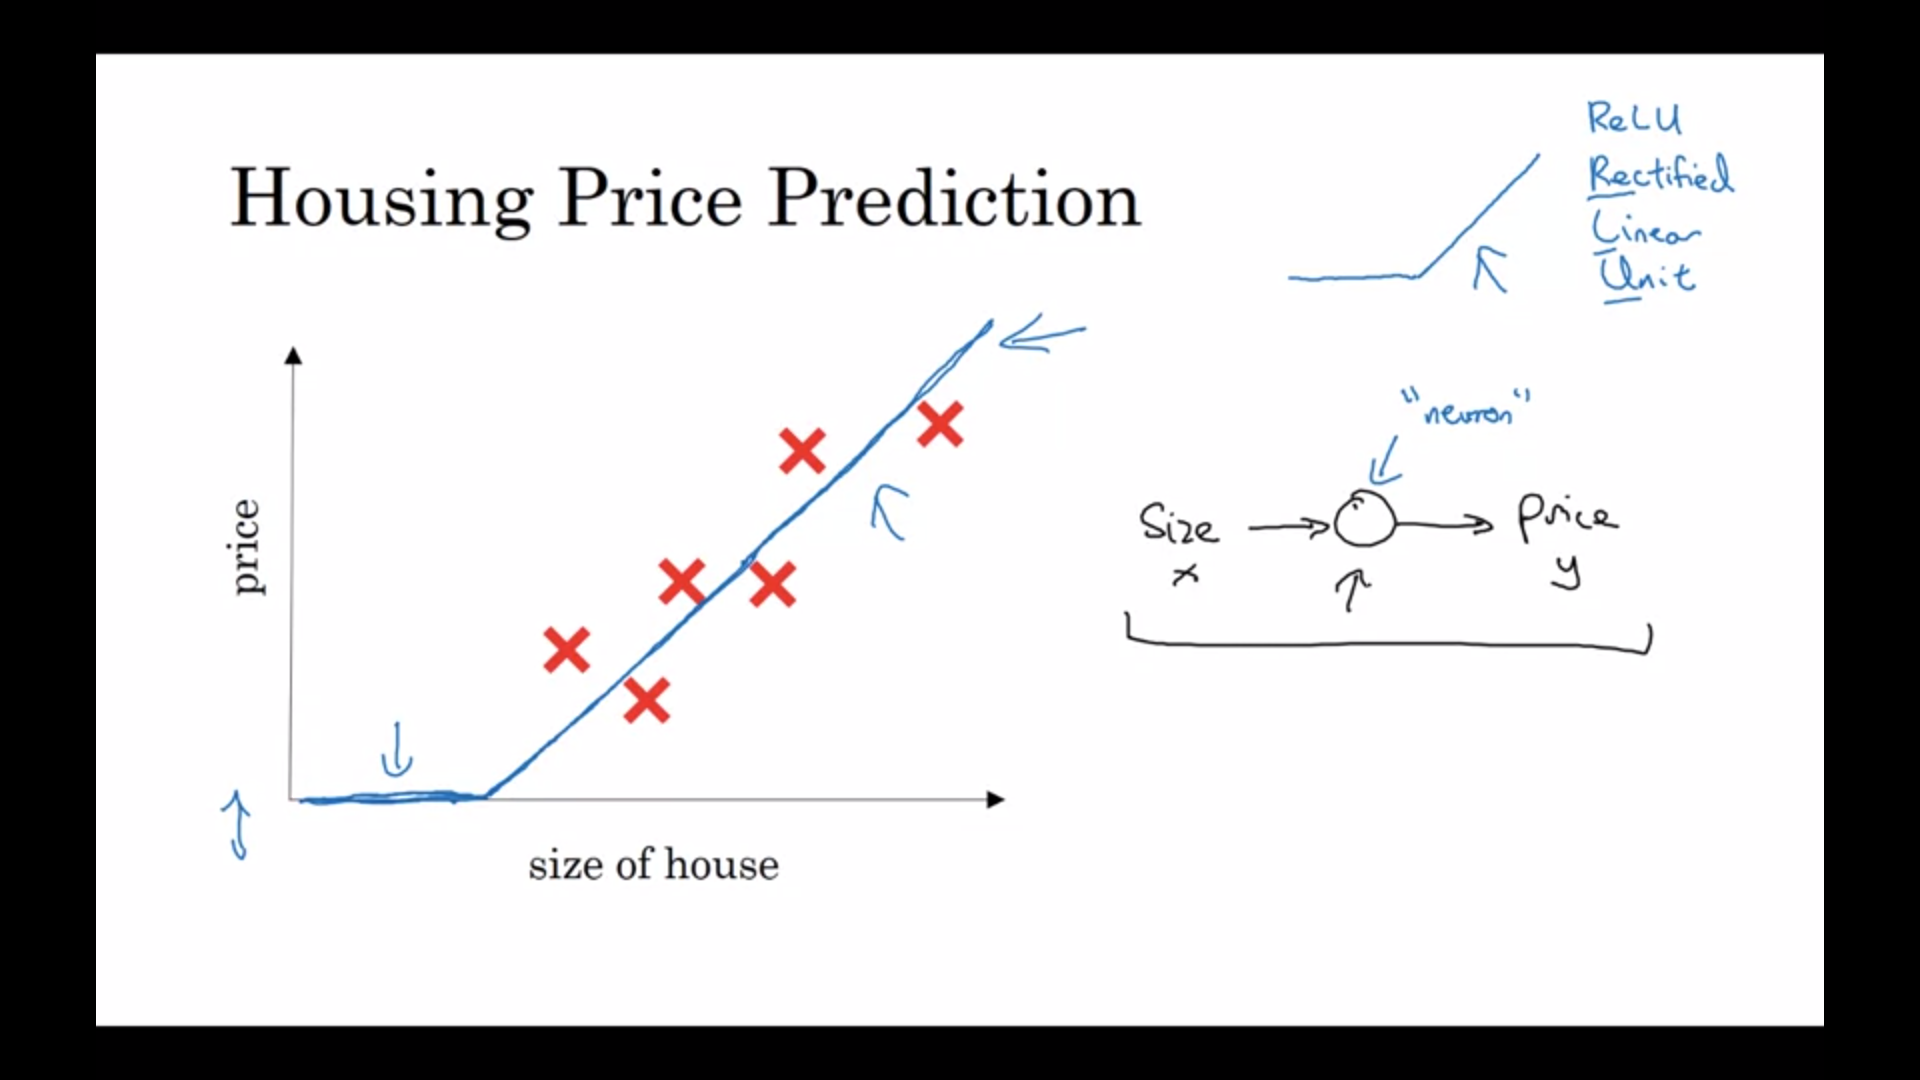 Housing Price Prediction
ReLU
Rectified
Linear
Unit
price
size of house
"neuron"
Size
x
Price
y